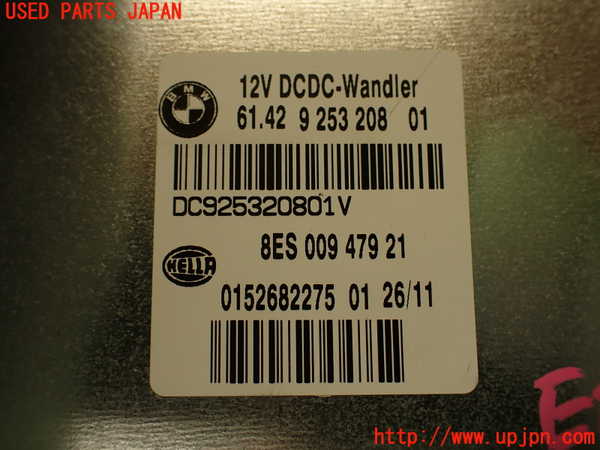 USED PARTS JAPAN
BMW
12V DCDC-Wandler
61.42 9 253 208 01
DC925320801V
HELLA
8ES 009 479 21
0152682275 01 26/11
http://www.upjpn.com/